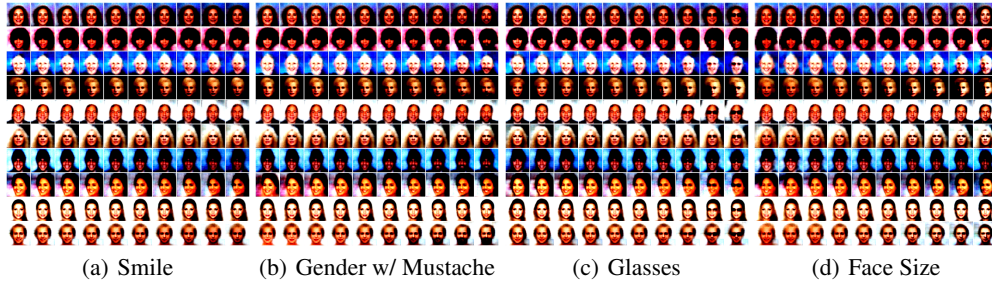 (a) Smile
(b) Gender w/ Mustache
(c) Glasses
(d) Face Size